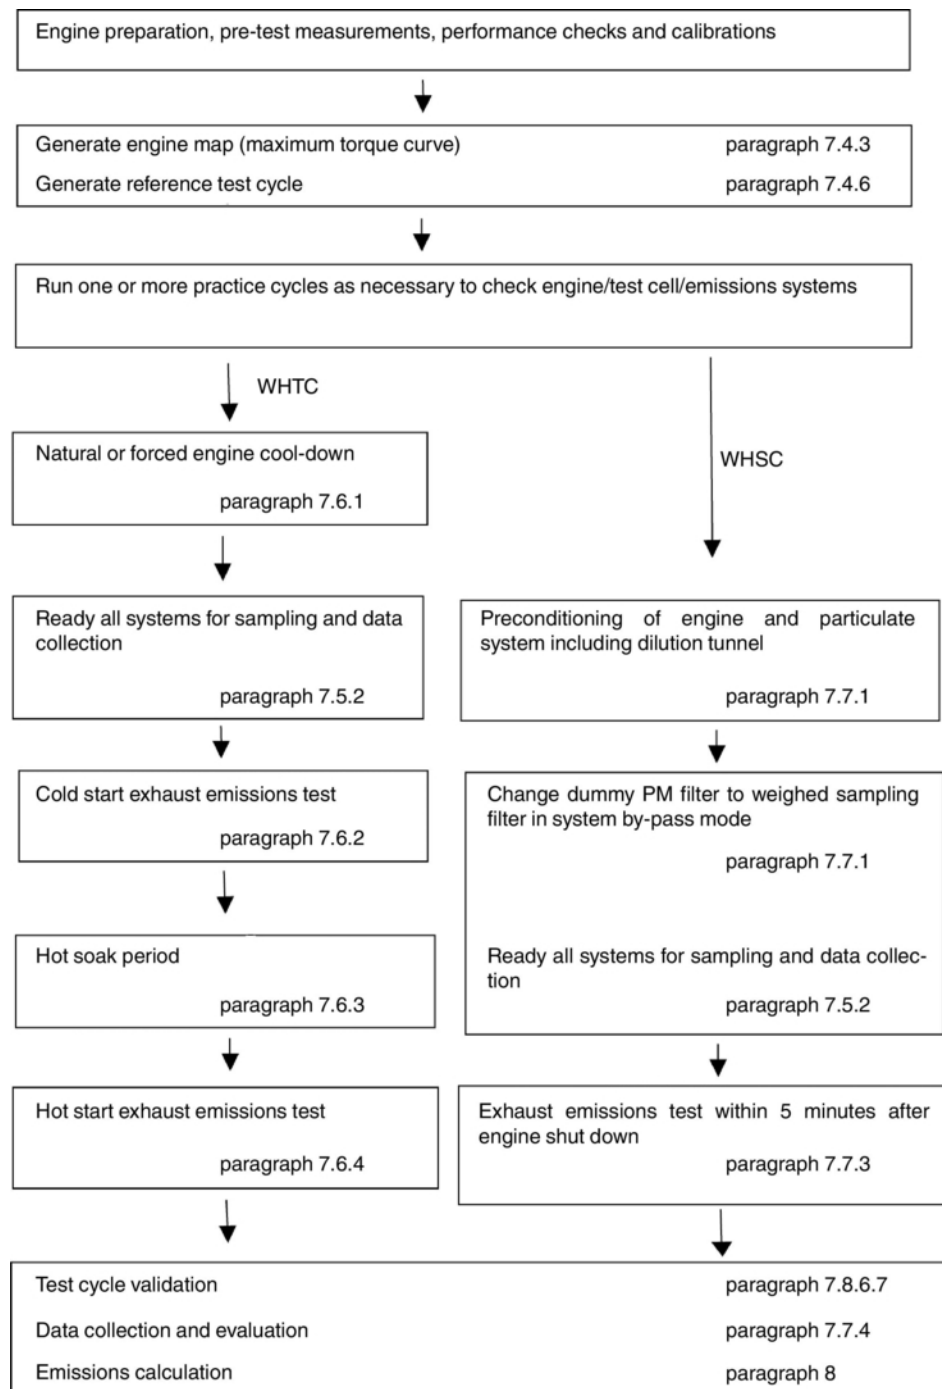 Engine preparation, pre-test measurements, performance checks and calibrations
Generate engine map (maximum torque curve) paragraph 7.4.3
Generate reference test cycle paragraph 7.4.6
Run one or more practice cycles as necessary to check engine/test cell/emissions systems
WHTC
Natural or forced engine cool-down
paragraph 7.6.1
Ready all systems for sampling and data
collection
paragraph 7.5.2
Cold start exhaust emissions test
paragraph 7.6.2
Hot soak period
paragraph 7.6.3
Hot start exhaust emissions test
paragraph 7.6.4
WHSC
Preconditioning of engine and particulate
system including dilution tunnel
paragraph 7.7.1
Change dummy PM filter to weighed sampling
filter in system by-pass mode
paragraph 7.7.1
Ready all systems for sampling and data collec-
tion
paragraph 7.5.2
Exhaust emissions test within 5 minutes after
engine shut down
paragraph 7.7.3
Test cycle validation paragraph 7.8.6.7
Data collection and evaluation paragraph 7.7.4
Emissions calculation paragraph 8